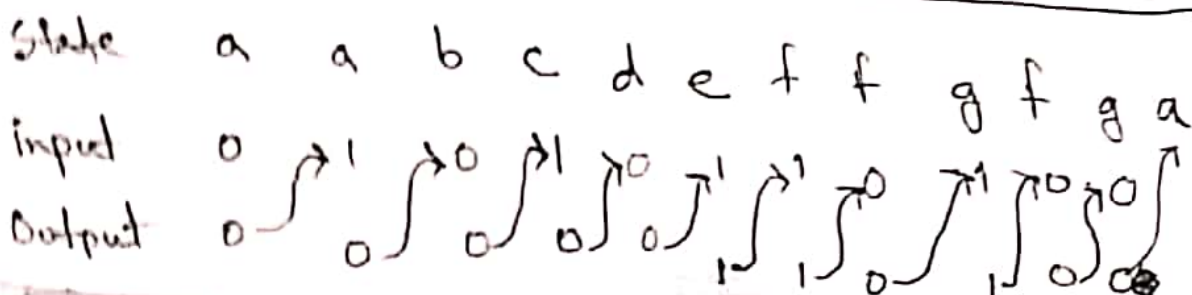 State a a b c d e f f g f g a
input 0 1 0 1 0 1 1 0 1 0 0
Output 0 0 0 0 0 1 1 0 1 0 0